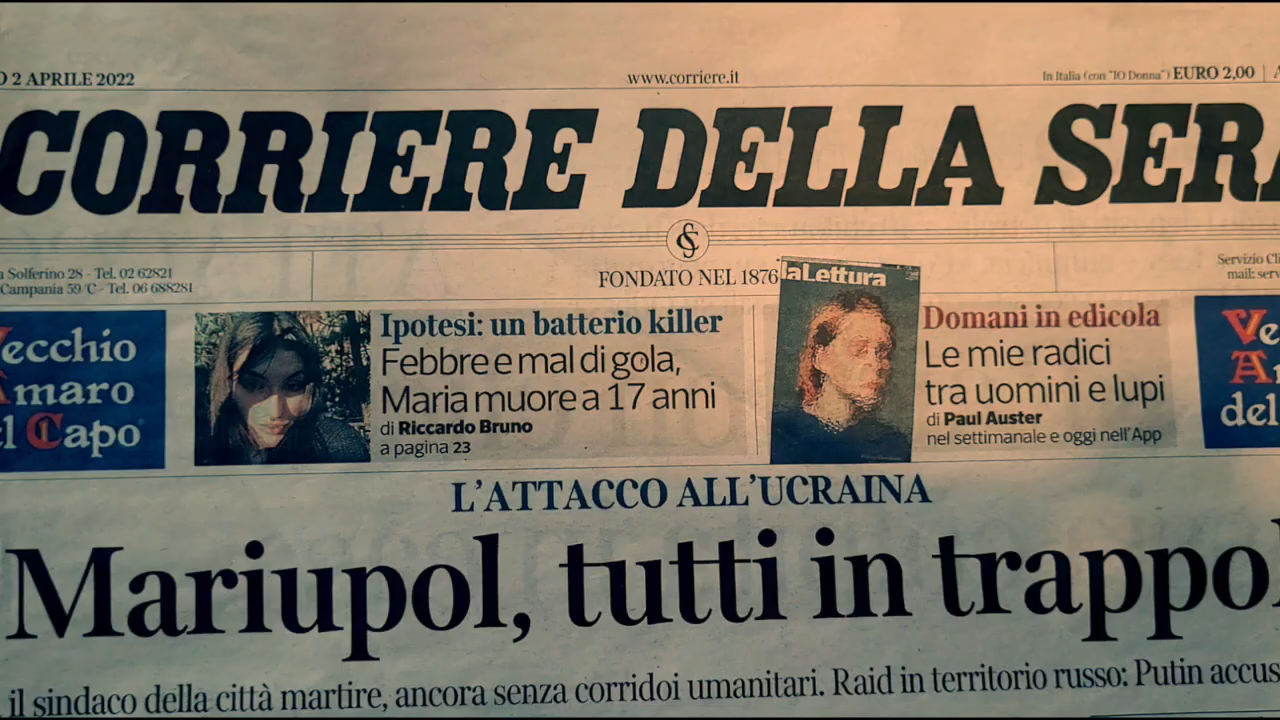 O 2 APRILE 2022
www.corriere.it
In Italia (con "IO Donna") EURO 2,00 | A
CORRIERE DELLA SERA
Solferino 28 - Tel. 02 62821
Campania 59/C - Tel. 06 688281
FONDATO NEL 1876
Servizio Cli
mail: serv
Vecchio
Amaro
el Capo
Ipotesi: un batterio killer
Febbre e mal di gola,
Maria muore a 17 anni
di Riccardo Bruno
a pagina 23
laLettura
Domani in edicola
Le mie radici
tra uomini e lupi
di Paul Auster
nel settimanale e oggi nell'App
Ve
Am
del
L'ATTACCO ALL'UCRAINA
Mariupol, tutti in trappol
il sindaco della città martire, ancora senza corridoi umanitari. Raid in territorio russo: Putin accus